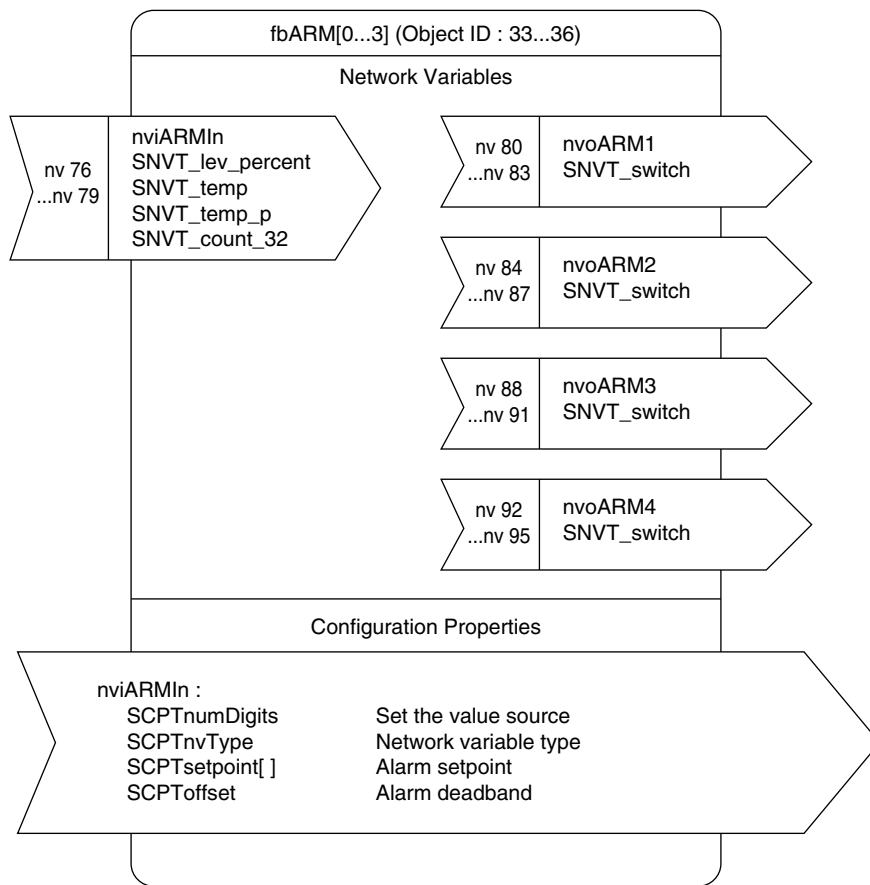 fbARM[0...3] (Object ID : 33...36)
Network Variables
nv 76
...nv 79
nviARMIn
SNVT_lev_percent
SNVT_temp
SNVT_temp_p
SNVT_count_32
nv 80
...nv 83
nvoARM1
SNVT_switch
nv 84
...nv 87
nvoARM2
SNVT_switch
nv 88
...nv 91
nvoARM3
SNVT_switch
nv 92
...nv 95
nvoARM4
SNVT_switch
Configuration Properties
nviARMIn :
SCPTnumDigits Set the value source
SCPTnvType Network variable type
SCPTsetpoint[ ] Alarm setpoint
SCPToffset Alarm deadband